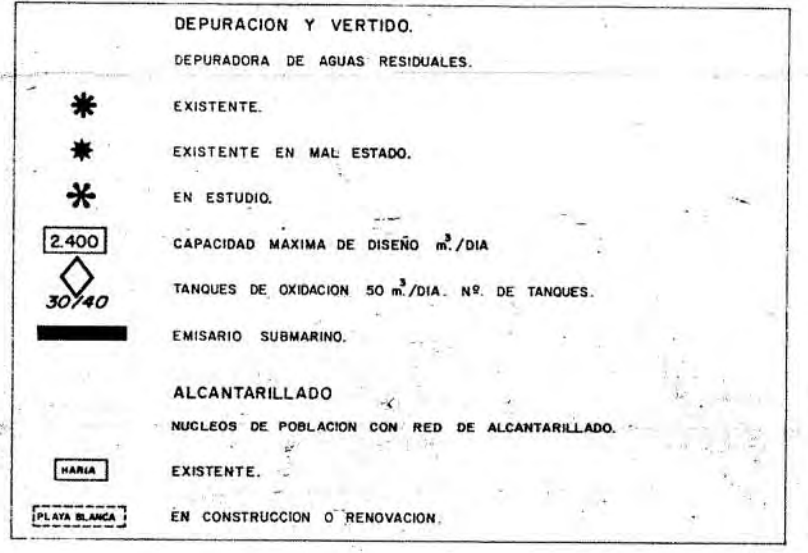 DEPURACION Y VERTIDO.
DEPURADORA DE AGUAS RESIDUALES.
EXISTENTE.
EXISTENTE EN MAL ESTADO.
EN ESTUDIO.
2.400 CAPACIDAD MAXIMA DE DISEÑO m³./DIA
30/40 TANQUES DE OXIDACION 50 m³./DIA. Nº. DE TANQUES.
EMISARIO SUBMARINO.
ALCANTARILLADO
NUCLEOS DE POBLACION CON RED DE ALCANTARILLADO.
HARIA EXISTENTE.
PLAYA BLANCA EN CONSTRUCCION O RENOVACION.